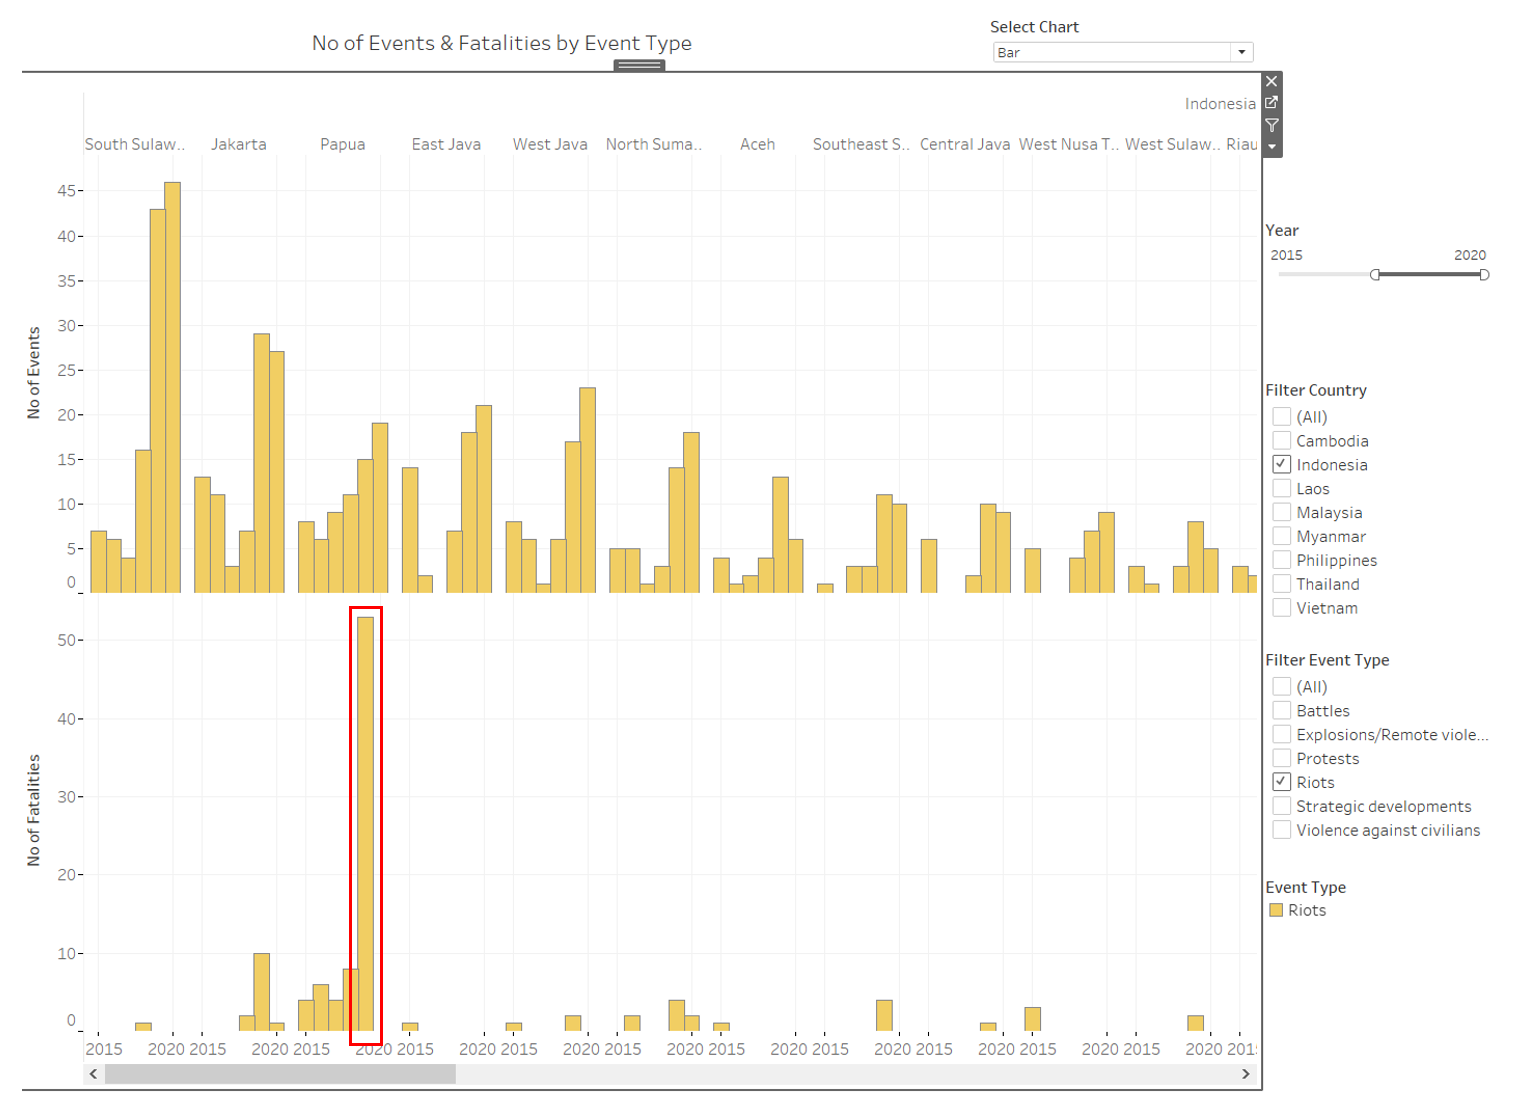 No of Events & Fatalities by Event Type
Select Chart
Bar
Indonesia
South Sulaw.. Jakarta Papua East Java West Java North Suma.. Aceh Southeast S.. Central Java West Nusa T.. West Sulaw.. Riau
No of Events
45
40
35
30
25
20
15
10
5
0
No of Fatalities
50
40
30
20
10
0
2015 2020 2015 2020 2015 2020 2015 2020 2015 2020 2015 2020 2015 2020 2015 2020 2015 2020 2015 2020 2015 2020 201
Year
2015 2020
Filter Country
(All)
Cambodia
Indonesia
Laos
Malaysia
Myanmar
Philippines
Thailand
Vietnam
Filter Event Type
(All)
Battles
Explosions/Remote viole...
Protests
Riots
Strategic developments
Violence against civilians
Event Type
Riots